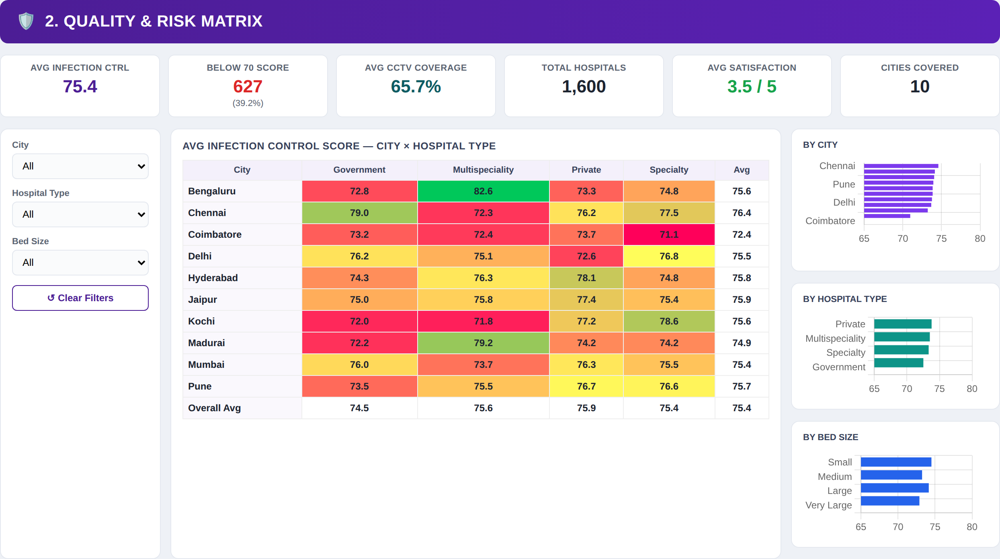 2. QUALITY & RISK MATRIX
AVG INFECTION CTRL
75.4
BELOW 70 SCORE
627
(39.2%)
AVG CCTV COVERAGE
65.7%
TOTAL HOSPITALS
1,600
AVG SATISFACTION
3.5 / 5
CITIES COVERED
10
City
All
Hospital Type
All
Bed Size
All
↺ Clear Filters
AVG INFECTION CONTROL SCORE — CITY × HOSPITAL TYPE
City Government Multispeciality Private Specialty Avg
Bengaluru 72.8 82.6 73.3 74.8 75.6
Chennai 79.0 72.3 76.2 77.5 76.4
Coimbatore 73.2 72.4 73.7 71.1 72.4
Delhi 76.2 75.1 72.6 76.8 75.5
Hyderabad 74.3 76.3 78.1 74.8 75.8
Jaipur 75.0 75.8 77.4 75.4 75.9
Kochi 72.0 71.8 77.2 78.6 75.6
Madurai 72.2 79.2 74.2 74.2 74.9
Mumbai 76.0 73.7 76.3 75.5 75.4
Pune 73.5 75.5 76.7 76.6 75.7
Overall Avg 74.5 75.6 75.9 75.4 75.4
BY CITY
Chennai
Pune
Delhi
Coimbatore
65 70 75 80
BY HOSPITAL TYPE
Private
Multispeciality
Specialty
Government
65 70 75 80
BY BED SIZE
Small
Medium
Large
Very Large
65 70 75 80